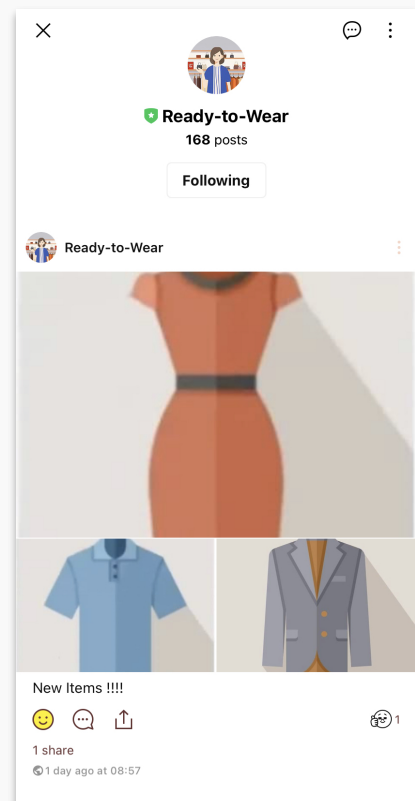 Ready-to-Wear
168 posts
Following
Ready-to-Wear
New Items !!!!
1
1 share
1 day ago at 08:57